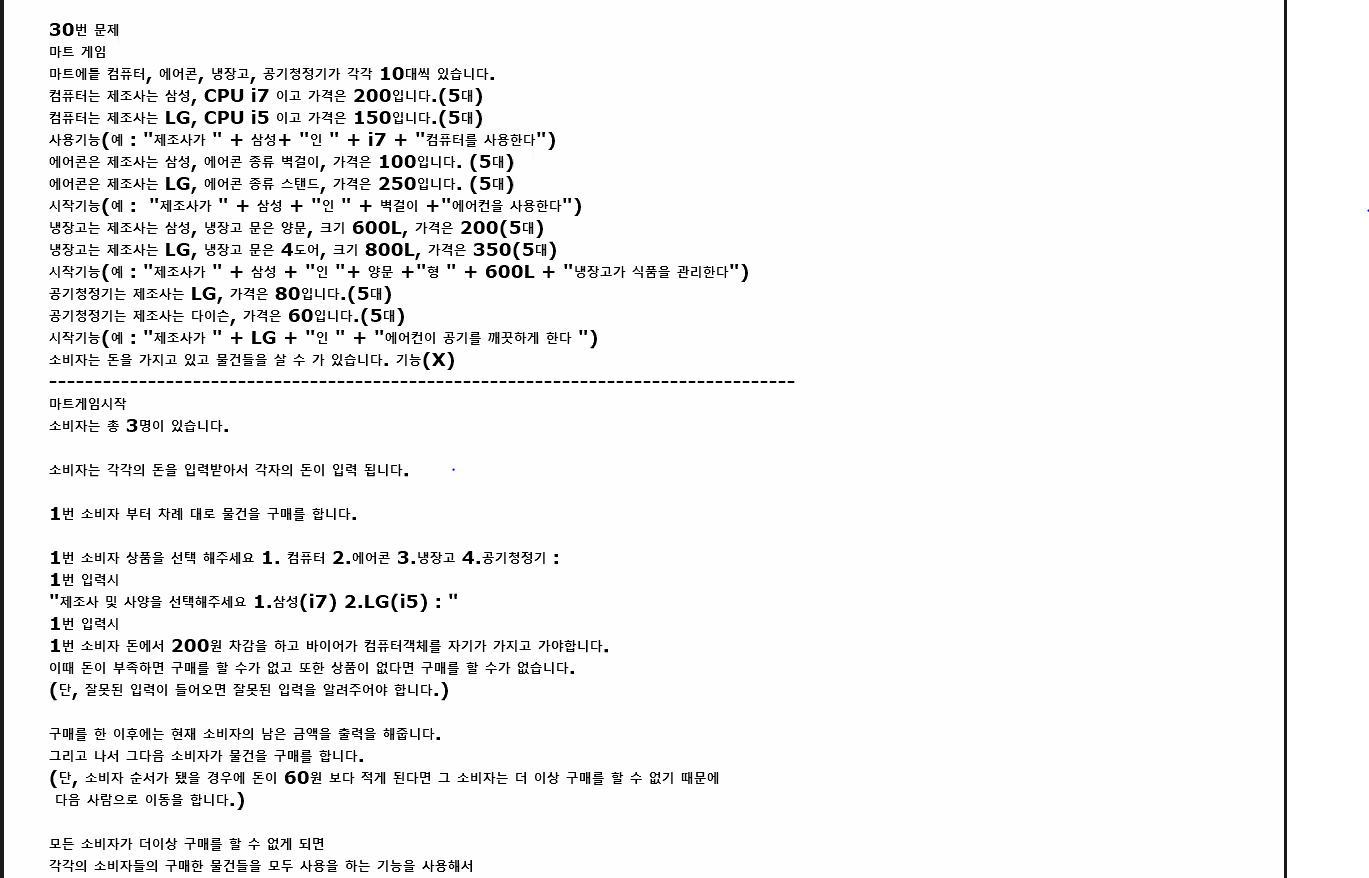 30번 문제
마트 게임
마트에틑 컴퓨터, 에어콘, 냉장고, 공기청정기가 각각 10대씩 있습니다.
컴퓨터는 제조사는 삼성, CPU i7 이고 가격은 200입니다.(5대)
컴퓨터는 제조사는 LG, CPU i5 이고 가격은 150입니다.(5대)
사용기능(예 : "제조사가 " + 삼성+ "인 " + i7 + "컴퓨터를 사용한다")
에어콘은 제조사는 삼성, 에어콘 종류 벽걸이, 가격은 100입니다. (5대)
에어콘은 제조사는 LG, 에어콘 종류 스탠드, 가격은 250입니다. (5대)
시작기능(예 :  "제조사가 " + 삼성 + "인 " + 벽걸이 +"에어컨을 사용한다")
냉장고는 제조사는 삼성, 냉장고 문은 양문, 크기 600L, 가격은 200(5대)
냉장고는 제조사는 LG, 냉장고 문은 4도어, 크기 800L, 가격은 350(5대)
시작기능(예 : "제조사가 " + 삼성 + "인 "+ 양문 +"형 " + 600L + "냉장고가 식품을 관리한다")
공기청정기는 제조사는 LG, 가격은 80입니다.(5대)
공기청정기는 제조사는 다이슨, 가격은 60입니다.(5대)
시작기능(예 : "제조사가 " + LG + "인 " + "에어컨이 공기를 깨끗하게 한다 ")
소비자는 돈을 가지고 있고 물건들을 살 수 가 있습니다. 기능(X)
-----------------------------------------------------------------------------------
마트게임시작
소비자는 총 3명이 있습니다.
소비자는 각각의 돈을 입력받아서 각자의 돈이 입력 됩니다.
1번 소비자 부터 차례 대로 물건을 구매를 합니다.
1번 소비자 상품을 선택 해주세요 1. 컴퓨터 2.에어콘 3.냉장고 4.공기청정기 :
1번 입력시
"제조사 및 사양을 선택해주세요 1.삼성(i7) 2.LG(i5) : "
1번 입력시
1번 소비자 돈에서 200원 차감을 하고 바이어가 컴퓨터객체를 자기가 가지고 가야합니다.
이때 돈이 부족하면 구매를 할 수가 없고 또한 상품이 없다면 구매를 할 수가 없습니다.
(단, 잘못된 입력이 들어오면 잘못된 입력을 알려주어야 합니다.)
구매를 한 이후에는 현재 소비자의 남은 금액을 출력을 해줍니다.
그리고 나서 그다음 소비자가 물건을 구매를 합니다.
(단, 소비자 순서가 됐을 경우에 돈이 60원 보다 적게 된다면 그 소비자는 더 이상 구매를 할 수 없기 때문에
다음 사람으로 이동을 합니다.)
모든 소비자가 더이상 구매를 할 수 없게 되면
각각의 소비자들의 구매한 물건들을 모두 사용을 하는 기능을 사용해서